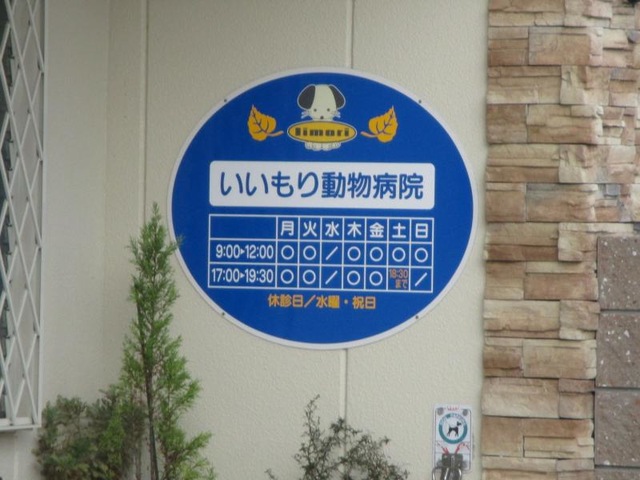 Iimori
いいもり動物病院
月 火 水 木 金 土 日
9:00▸12:00 ○ ○ / ○ ○ ○ ○
17:00▸19:30 ○ ○ / ○ ○ 18:30まで /
休診日/水曜・祝日